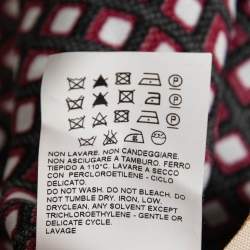 NON LAVARE, NON CANDEGGIARE.
NON ASCIUGARE A TAMBURO. FERRO
TIEPIDO A 110°C. LAVARE A SECCO
CON PERCLOROETILENE - CICLO
DELICATO.
DO NOT WASH. DO NOT BLEACH. DO
NOT TUMBLE DRY. IRON, LOW.
DRYCLEAN, ANY SOLVENT EXCEPT
TRICHLOROETHYLENE - GENTLE OR
DELICATE CYCLE.
LAVAGE